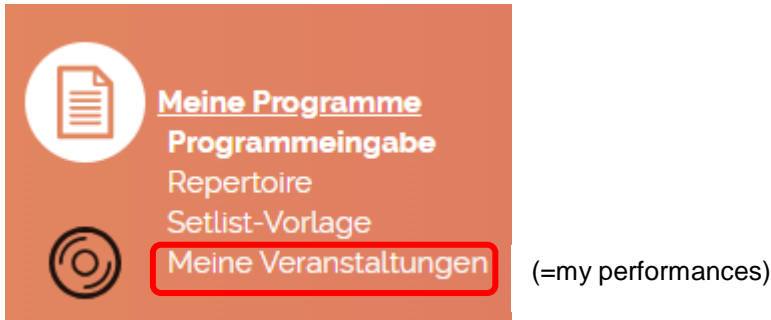 Meine Programme
Programmeingabe
Repertoire
Setlist-Vorlage
Meine Veranstaltungen (=my performances)